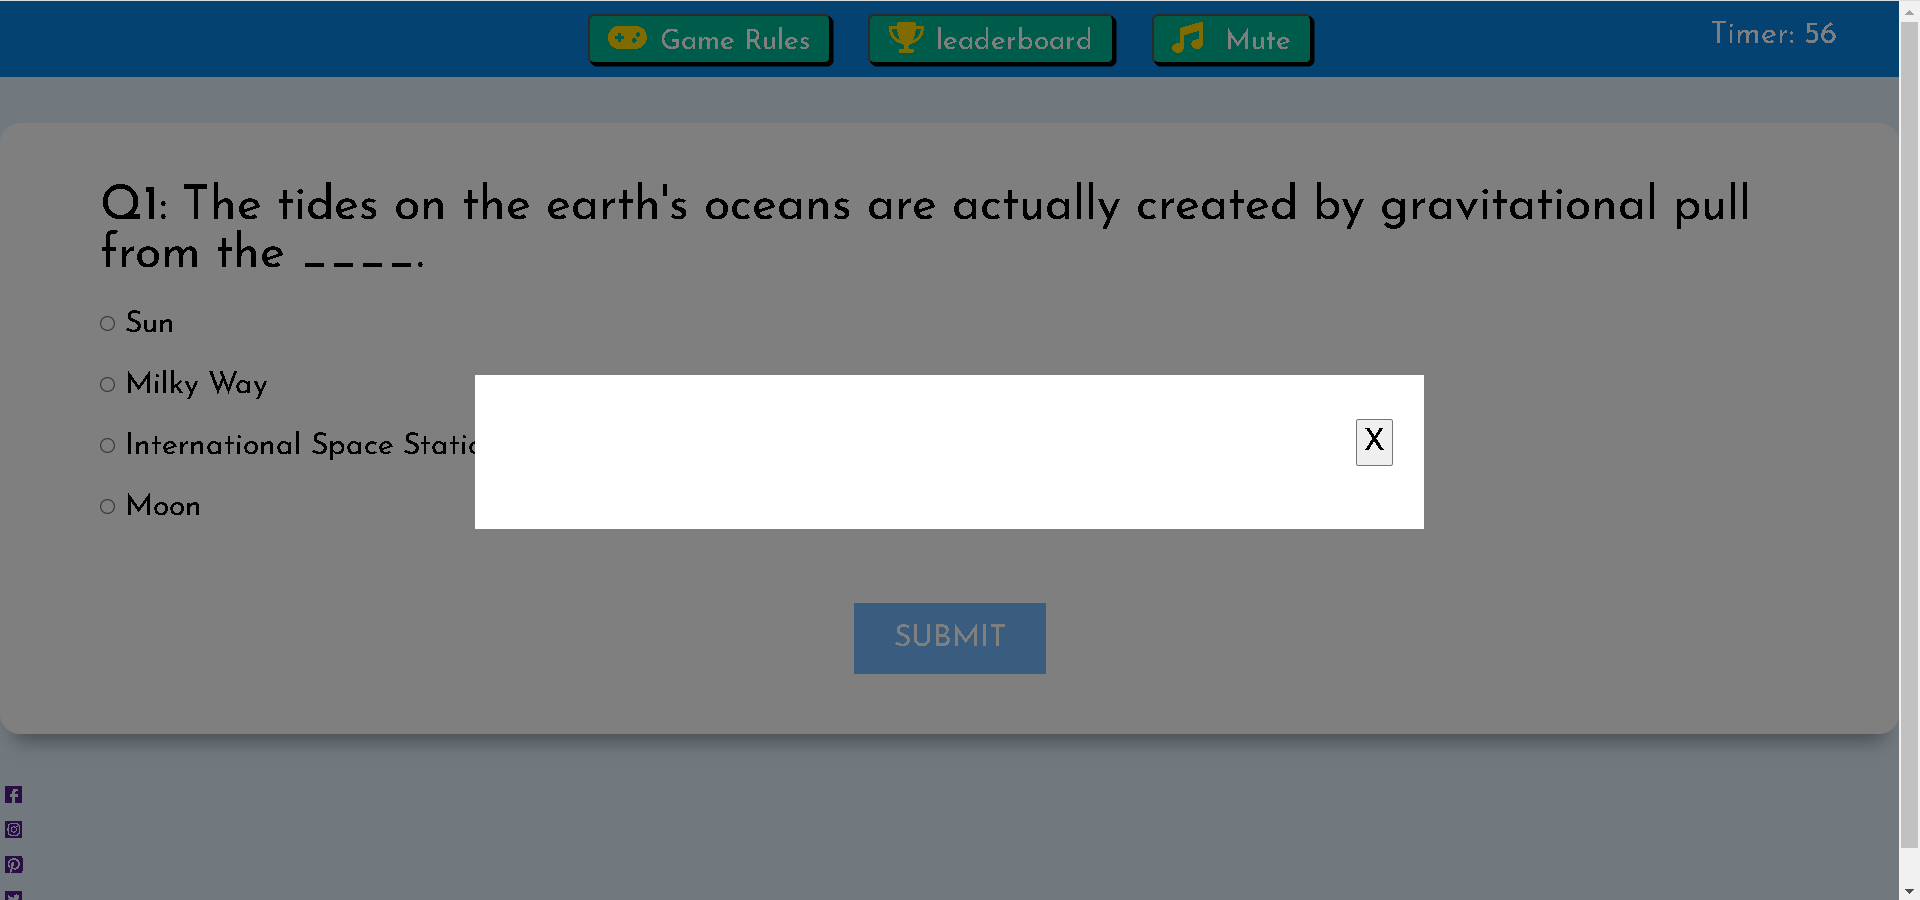 Game Rules
leaderboard
Mute
Timer: 56
Q1: The tides on the earth's oceans are actually created by gravitational pull
from the ____.
Sun
Milky Way
International Space
Moon
X
SUBMIT